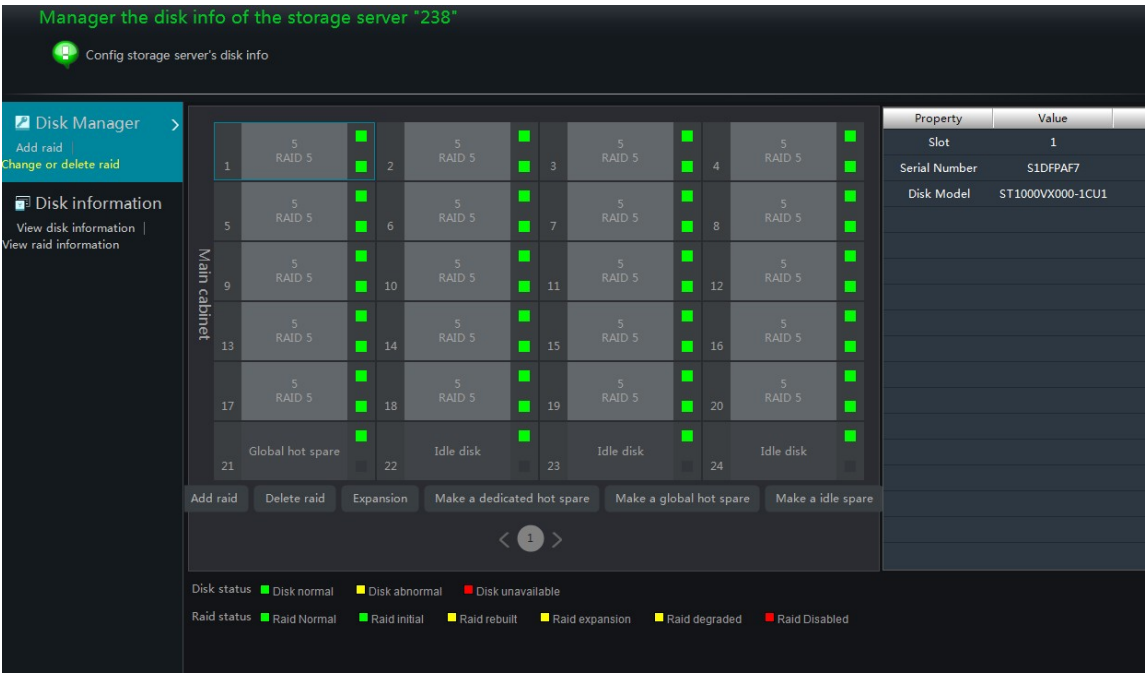 Manager the disk info of the storage server "238"
Config storage server's disk info
Disk Manager >
Add raid |
Change or delete raid
Disk information
View disk information |
View raid information
Main cabinet
1 5 RAID 5
2 5 RAID 5
3 5 RAID 5
4 5 RAID 5
5 5 RAID 5
6 5 RAID 5
7 5 RAID 5
8 5 RAID 5
9 5 RAID 5
10 5 RAID 5
11 5 RAID 5
12 5 RAID 5
13 5 RAID 5
14 5 RAID 5
15 5 RAID 5
16 5 RAID 5
17 5 RAID 5
18 5 RAID 5
19 5 RAID 5
20 5 RAID 5
21 Global hot spare
22 Idle disk
23 Idle disk
24 Idle disk
Add raid Delete raid Expansion Make a dedicated hot spare Make a global hot spare Make a idle spare
< 1 >
Property Value
Slot 1
Serial Number S1DFPAF7
Disk Model ST1000VX000-1CU1
Disk status Disk normal Disk abnormal Disk unavailable
Raid status Raid Normal Raid initial Raid rebuilt Raid expansion Raid degraded Raid Disabled